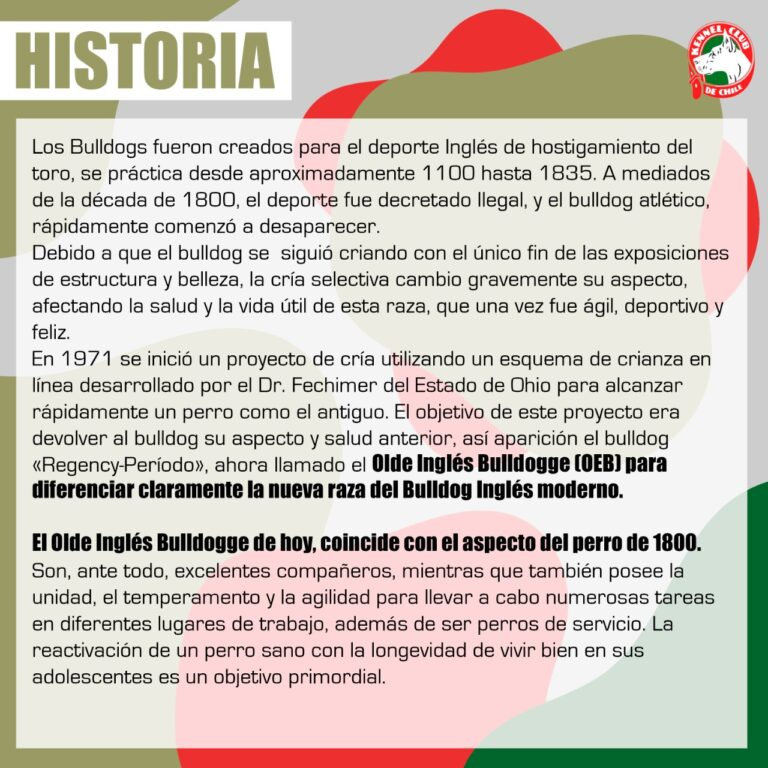 HISTORIA
KENNEL CLUB
DE CHILE
Los Bulldogs fueron creados para el deporte Inglés de hostigamiento del
toro, se práctica desde aproximadamente 1100 hasta 1835. A mediados
de la década de 1800, el deporte fue decretado Ilegal, y el bulldog atlético,
rápidamente comenzó a desaparecer.
Debido a que el bulldog se  siguió criando con el único fin de las exposiciones
de estructura y belleza, la cría selectiva cambio gravemente su aspecto,
afectando la salud y la vida útil de esta raza, que una vez fue ágil, deportivo y
feliz.
En 1971 se inició un proyecto de cría utilizando un esquema de crianza en
línea desarrollado por el Dr. Fechimer del Estado de Ohio para alcanzar
rápidamente un perro como el antiguo. El objetivo de este proyecto era
devolver al bulldog su aspecto y salud anterior, así aparición el bulldog
«Regency-Período», ahora llamado el Olde Inglés Bulldogge (OEB) para
diferenciar claramente la nueva raza del Bulldog Inglés moderno.
El Olde Inglés Bulldogge de hoy, coincide con el aspecto del perro de 1800.
Son, ante todo, excelentes compañeros, mientras que también posee la
unidad, el temperamento y la agilidad para llevar a cabo numerosas tareas
en diferentes lugares de trabajo, además de ser perros de servicio. La
reactivación de un perro sano con la longevidad de vivir bien en sus
adolescentes es un objetivo primordial.